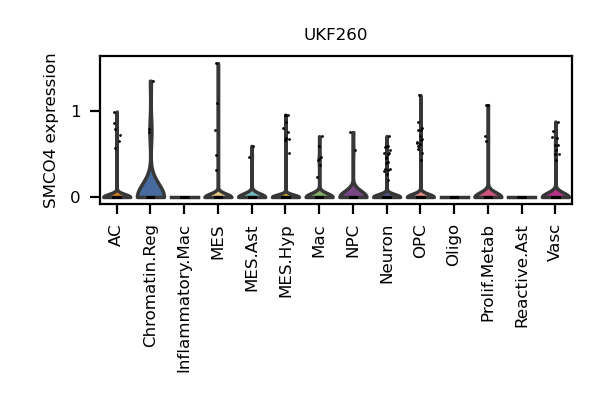 UKF260
SMCO4 expression
1
0
AC
Chromatin.Reg
Inflammatory.Mac
MES
MES.Ast
MES.Hyp
Mac
NPC
Neuron
OPC
Oligo
Prolif.Metab
Reactive.Ast
Vasc